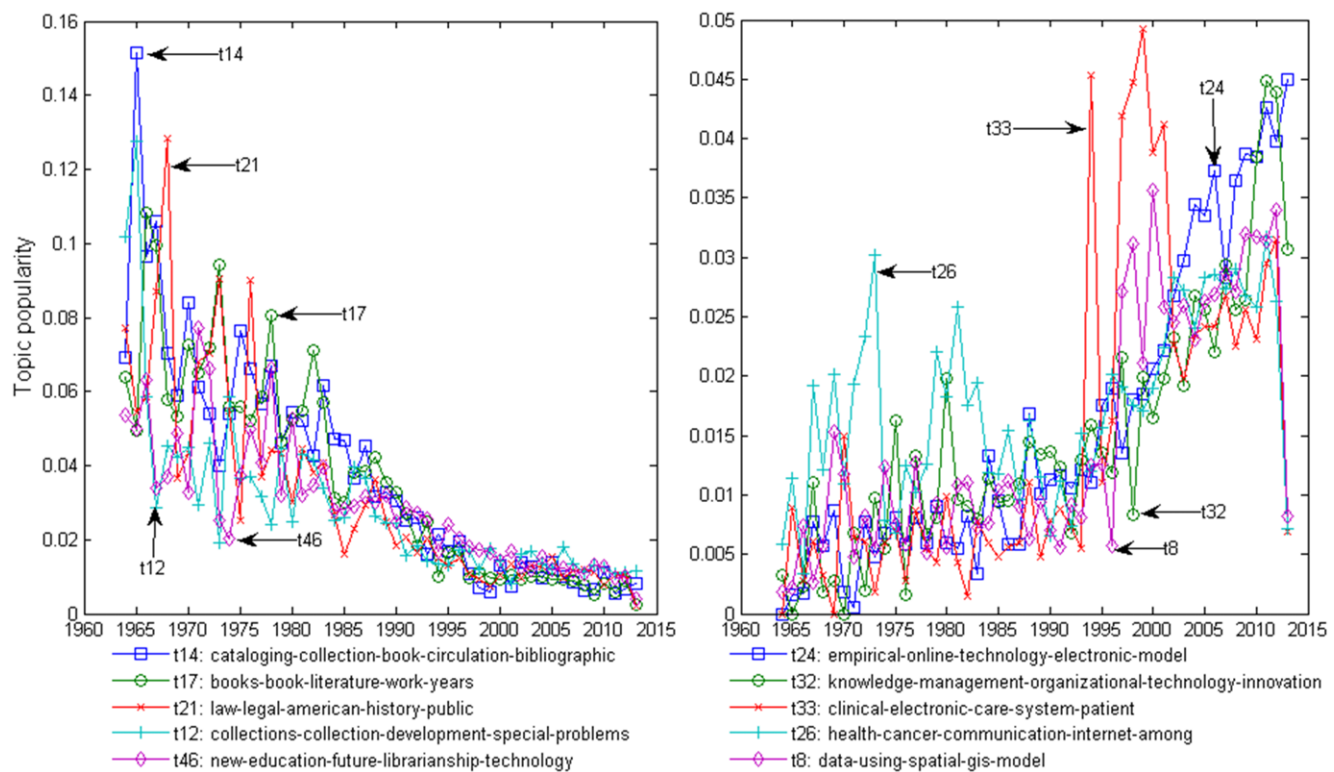 0.16
0.14
0.12
0.1
0.08
0.06
0.04
0.02
0
Topic popularity
t14
t21
t17
t12
t46
1960 1965 1970 1975 1980 1985 1990 1995 2000 2005 2010 2015
t14: cataloging-collection-book-circulation-bibliographic
t17: books-book-literature-work-years
t21: law-legal-american-history-public
t12: collections-collection-development-special-problems
t46: new-education-future-librarianship-technology
0.05
0.045
0.04
0.035
0.03
0.025
0.02
0.015
0.01
0.005
0
t24
t33
t26
t32
t8
1960 1965 1970 1975 1980 1985 1990 1995 2000 2005 2010 2015
t24: empirical-online-technology-electronic-model
t32: knowledge-management-organizational-technology-innovation
t33: clinical-electronic-care-system-patient
t26: health-cancer-communication-internet-among
t8: data-using-spatial-gis-model